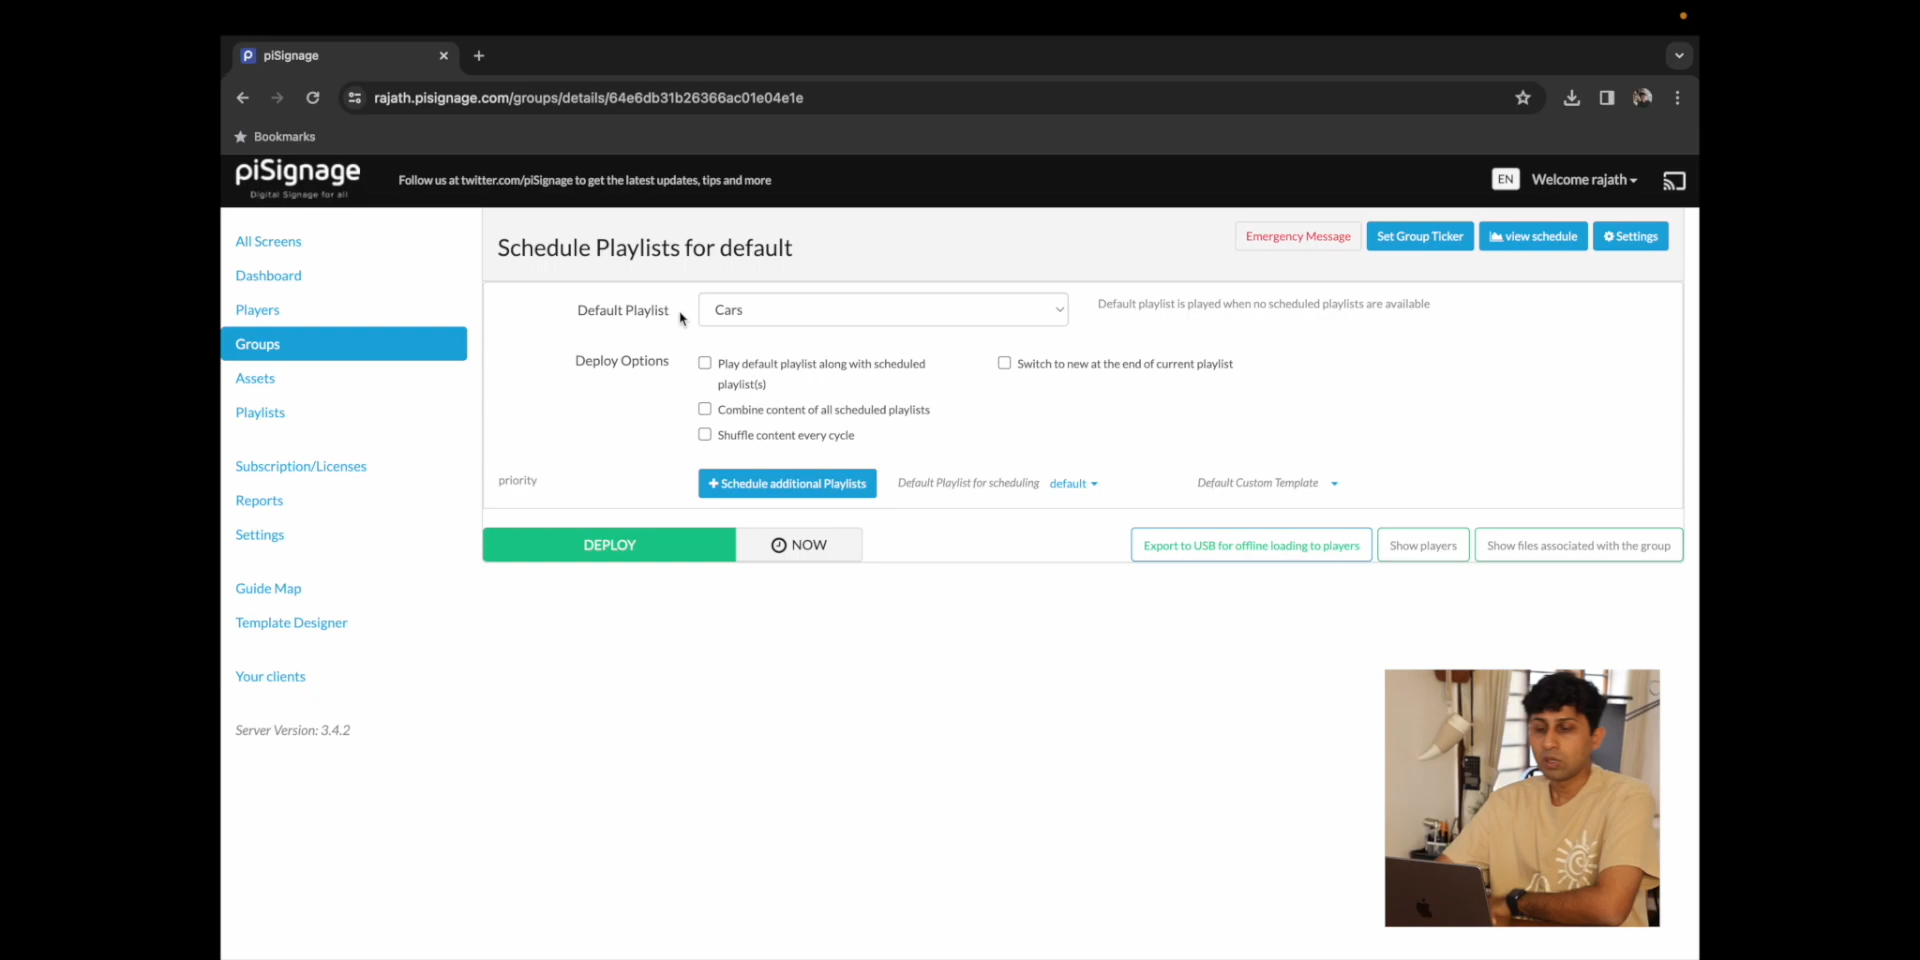 piSignage
rajath.pisignage.com/groups/details/64e6db31b26366ac01e04e1e
Bookmarks
piSignage
Digital Signage for all
Follow us at twitter.com/piSignage to get the latest updates, tips and more
EN
Welcome rajath
All Screens
Dashboard
Players
Groups
Assets
Playlists
Subscription/Licenses
Reports
Settings
Guide Map
Template Designer
Your clients
Server Version: 3.4.2
Schedule Playlists for default
Emergency Message
Set Group Ticker
view schedule
Settings
Default Playlist
Cars
Default playlist is played when no scheduled playlists are available
Deploy Options
Play default playlist along with scheduled
playlist(s)
Switch to new at the end of current playlist
Combine content of all scheduled playlists
Shuffle content every cycle
priority
+ Schedule additional Playlists
Default Playlist for scheduling
default
Default Custom Template
DEPLOY
NOW
Export to USB for offline loading to players
Show players
Show files associated with the group